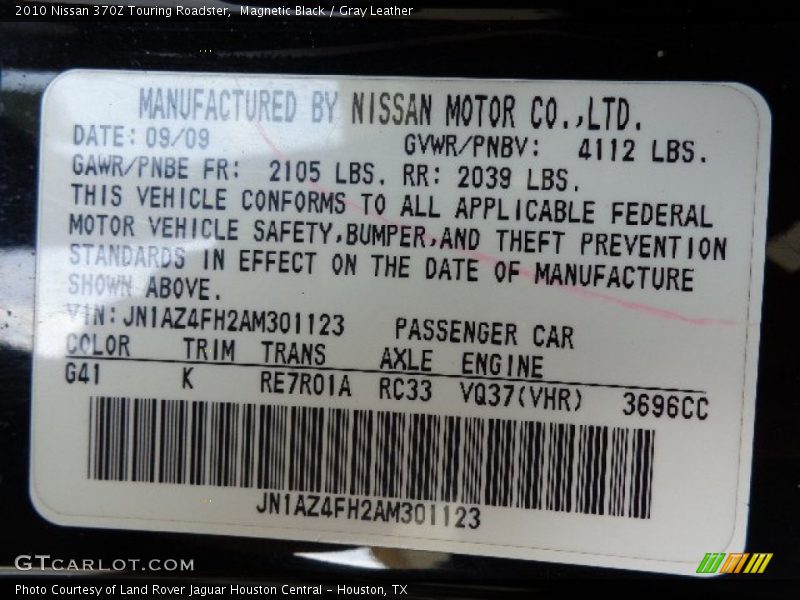 2010 Nissan 370Z Touring Roadster,  Magnetic Black / Gray Leather
MANUFACTURED BY NISSAN MOTOR CO.,LTD.
DATE: 09/09 GVWR/PNBV: 4112 LBS.
GAWR/PNBE FR: 2105 LBS. RR: 2039 LBS.
THIS VEHICLE CONFORMS TO ALL APPLICABLE FEDERAL
MOTOR VEHICLE SAFETY,BUMPER,AND THEFT PREVENTION
STANDARDS IN EFFECT ON THE DATE OF MANUFACTURE
SHOWN ABOVE.
VIN:JN1AZ4FH2AM301123 PASSENGER CAR
COLOR TRIM TRANS AXLE ENGINE
G41 K RE7R01A RC33 VQ37(VHR) 3696CC
JN1AZ4FH2AM301123
GTCARLOT.COM
Photo Courtesy of Land Rover Jaguar Houston Central - Houston, TX